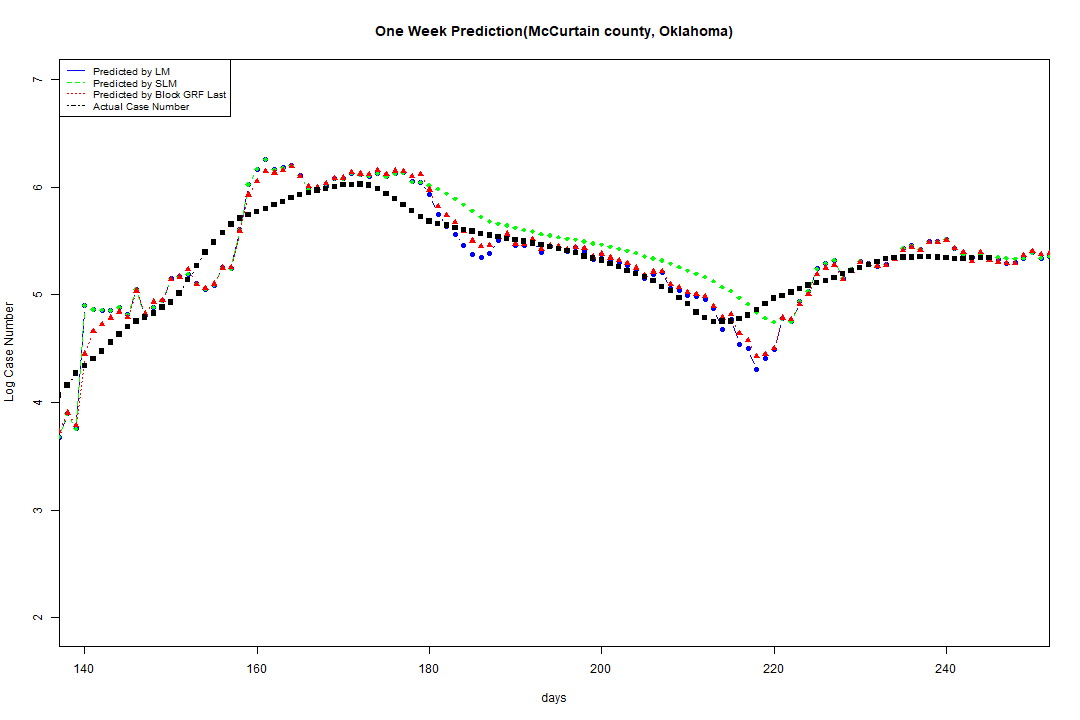 One Week Prediction(McCurtain county, Oklahoma)
Predicted by LM
Predicted by SLM
Predicted by Block GRF Last
Actual Case Number
7
6
5
4
3
2
Log Case Number
140 160 180 200 220 240
days